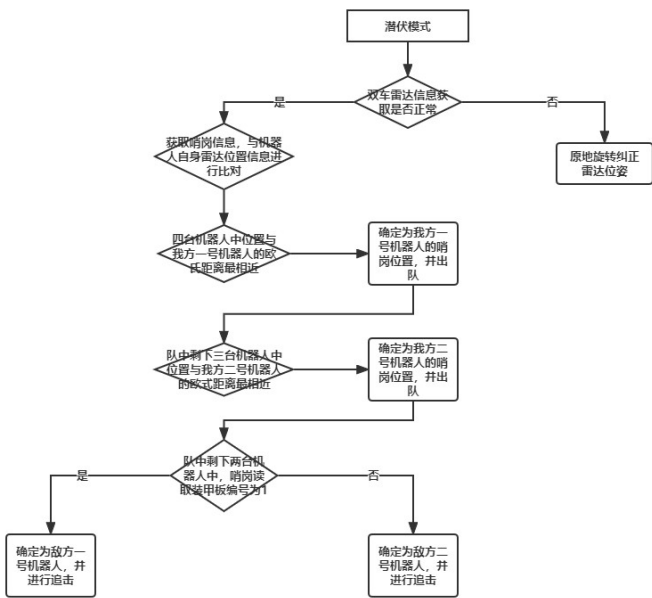 潜伏模式
双车雷达信息获
取是否正常
是
否
获取哨岗信息，与机器
人自身雷达位置信息进
行比对
原地旋转纠正
雷达位姿
四台机器人中位置与
我方一号机器人的欧
氏距离最相近
确定为我方一
号机器人的哨
岗位置，并出
队
队中剩下三台机器人中
位置与我方二号机器人
的欧式距离最相近
确定为我方二
号机器人的哨
岗位置，并出
队
队中剩下两台机
器人中，哨岗读
取装甲板编号为1
是
否
确定为敌方一
号机器人，并
进行追击
确定为敌方二
号机器人，并
进行追击